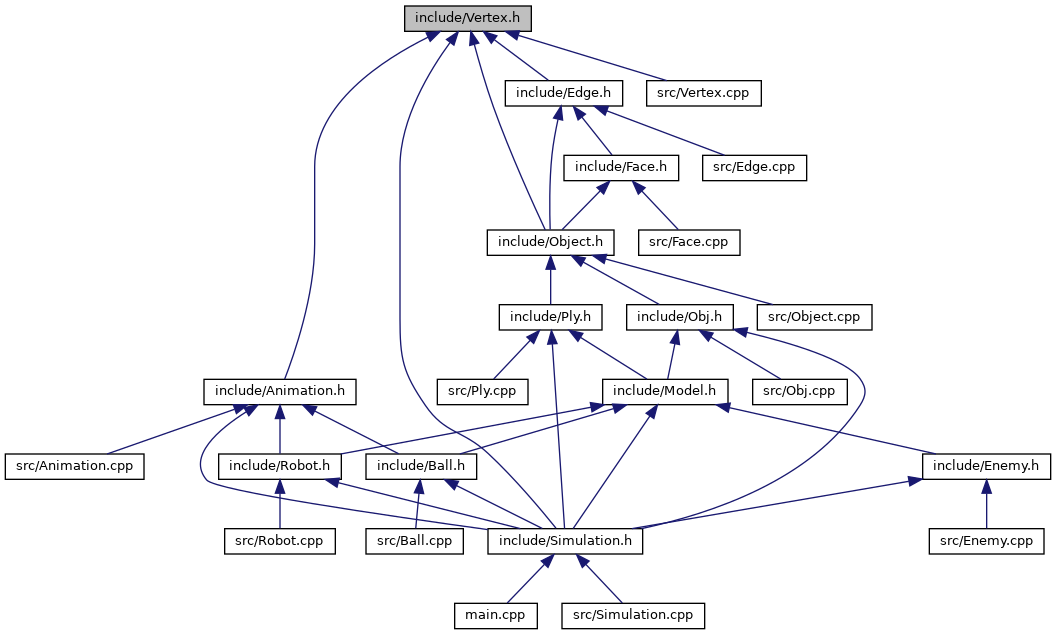 include/Vertex.h
include/Edge.h
src/Vertex.cpp
include/Face.h
src/Edge.cpp
include/Object.h
src/Face.cpp
include/Ply.h
include/Obj.h
src/Object.cpp
include/Animation.h
src/Ply.cpp
include/Model.h
src/Obj.cpp
src/Animation.cpp
include/Robot.h
include/Ball.h
include/Enemy.h
src/Robot.cpp
src/Ball.cpp
include/Simulation.h
src/Enemy.cpp
main.cpp
src/Simulation.cpp